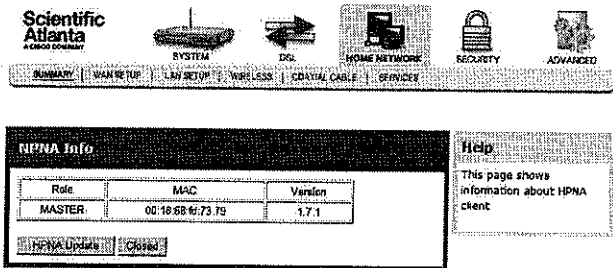 Scientific
Atlanta
A CISCO COMPANY
SYSTEM
DSL
HOME NETWORK
SECURITY
ADVANCED
SUMMARY | WAN SETUP | LAN SETUP | WIRELESS | COAXIAL CABLE | SERVICES
HPNA Info
Help
Role MAC Version
MASTER 1.7.1
HPNA Update Closed
This page shows
information about HPNA
client